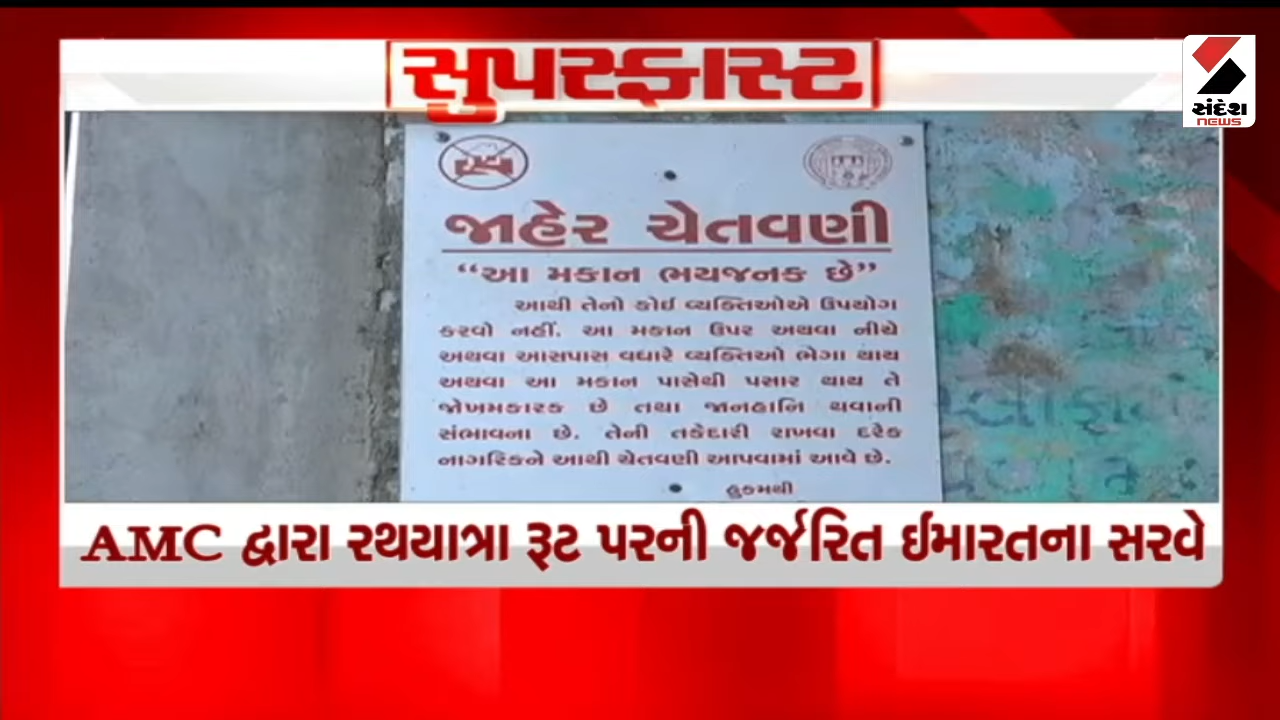 સુપરફાસ્ટ
સંદેશ
NEWS
જાહેર ચેતવણી
“આ મકાન ભયજનક છે”
આથી તેનો કોઈ વ્યક્તિઓએ ઉપયોગ
કરવો નહીં. આ મકાન ઉપર અથવા નીચે
અથવા આસપાસ વધારે વ્યક્તિઓ ભેગા થાય
અથવા આ મકાન પાસેથી પસાર થાય તે
જોખમકારક છે તથા જાનહાનિ થવાની
સંભાવના છે. તેની તકેદારી રાખવા દરેક
નાગરિકને આથી ચેતવણી આપવામાં આવે છે.
હુકમથી
AMC દ્વારા રથયાત્રા રૂટ પરની જર્જરિત ઈમારતના સરવે